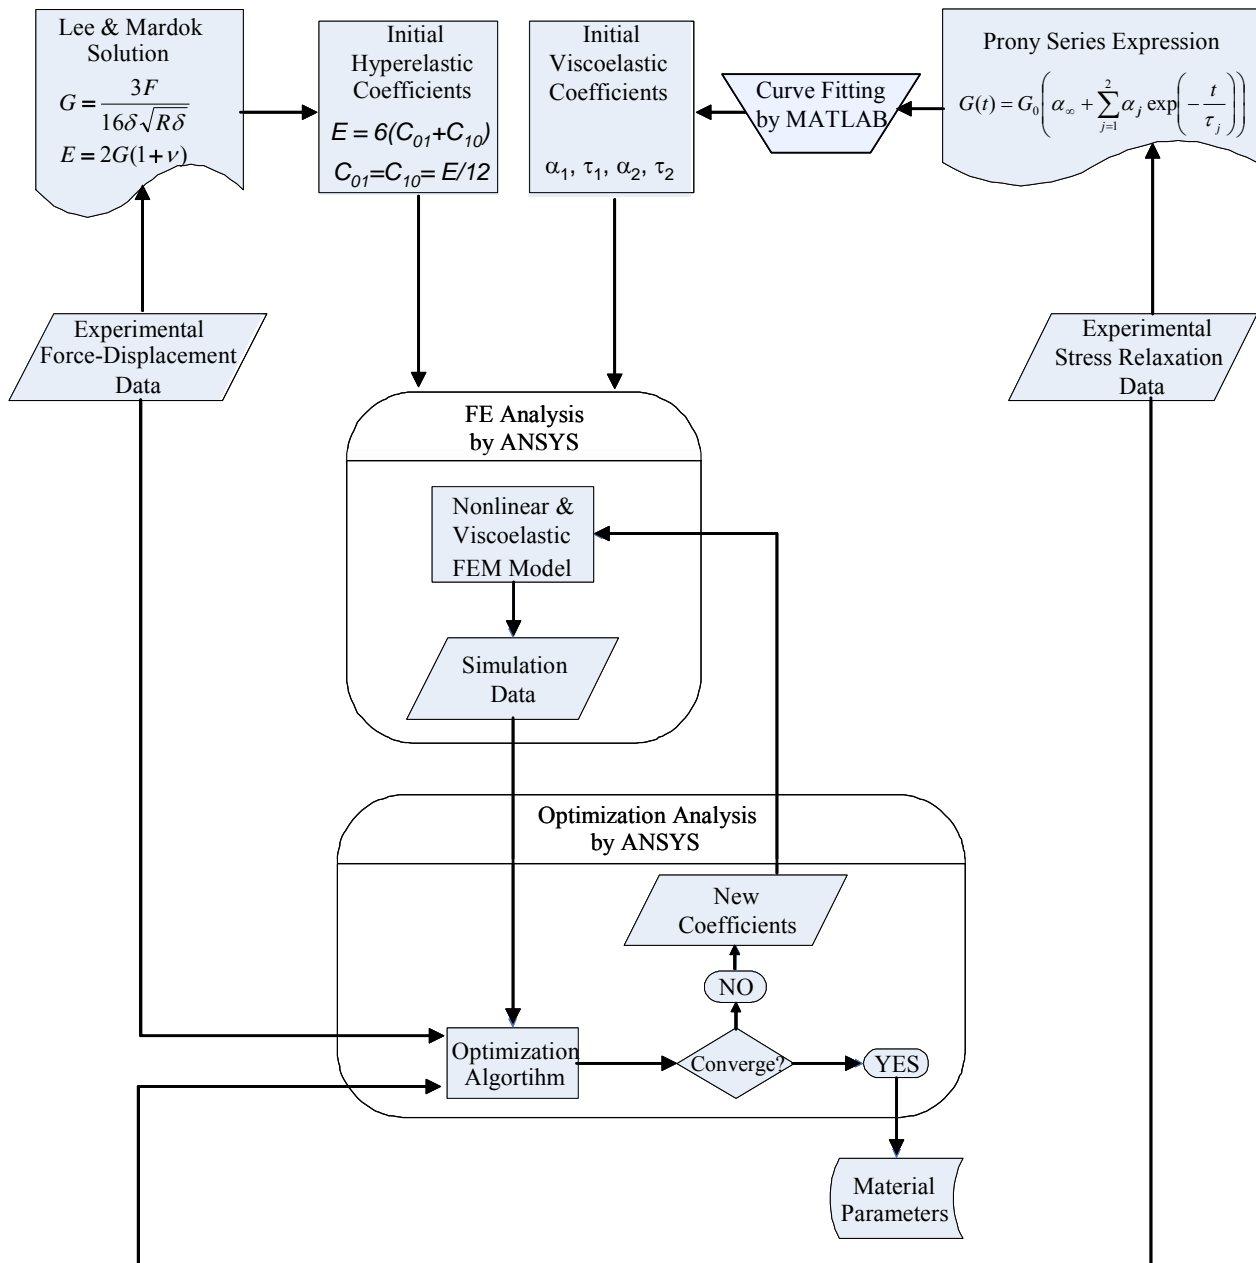 Lee & Mardok
Solution
G = 3F / 16δ√Rδ
E = 2G(1+ν)
Initial
Hyperelastic
Coefficients
E = 6(C₀₁+C₁₀)
C₀₁=C₁₀= E/12
Initial
Viscoelastic
Coefficients
α₁, τ₁, α₂, τ₂
Curve Fitting
by MATLAB
Prony Series Expression
G(t) = G₀(α∞ + ∑_{j=1}^{2} α_j exp(−t/τ_j))
Experimental
Force-Displacement
Data
Experimental
Stress Relaxation
Data
FE Analysis
by ANSYS
Nonlinear &
Viscoelastic
FEM Model
Simulation
Data
Optimization Analysis
by ANSYS
New
Coefficients
NO
Optimization
Algortihm
Converge?
YES
Material
Parameters